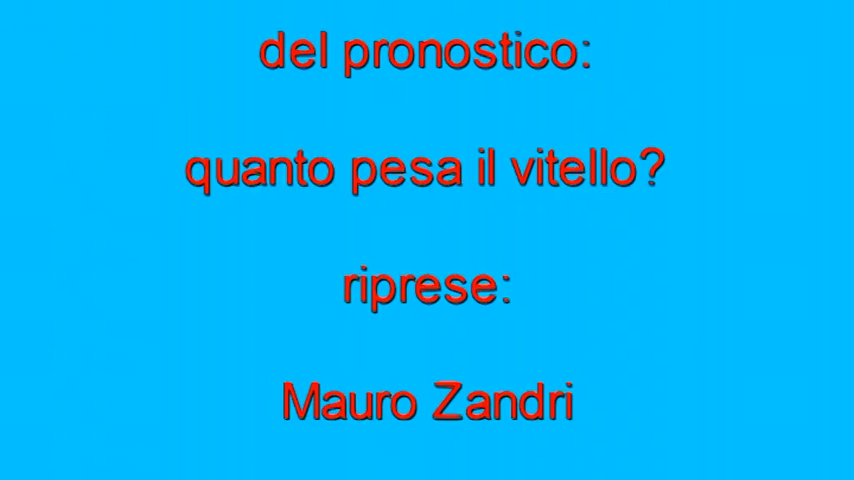 del pronostico:
quanto pesa il vitello?
riprese:
Mauro Zandri